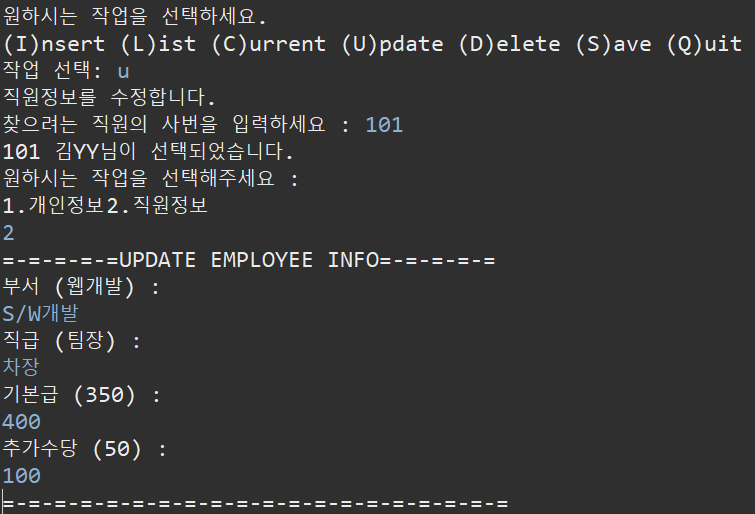 원하시는 작업을 선택하세요.
(I)nsert (L)ist (C)urrent (U)pdate (D)elete (S)ave (Q)uit
작업 선택: u
직원정보를 수정합니다.
찾으려는 직원의 사번을 입력하세요 : 101
101 김YY님이 선택되었습니다.
원하시는 작업을 선택해주세요 :
1.개인정보2.직원정보
2
=-=-=-=-=UPDATE EMPLOYEE INFO=-=-=-=-=
부서 (웹개발) :
S/W개발
직급 (팀장) :
차장
기본급 (350) :
400
추가수당 (50) :
100
=-=-=-=-=-=-=-=-=-=-=-=-=-=-=-=-=-=-=-=